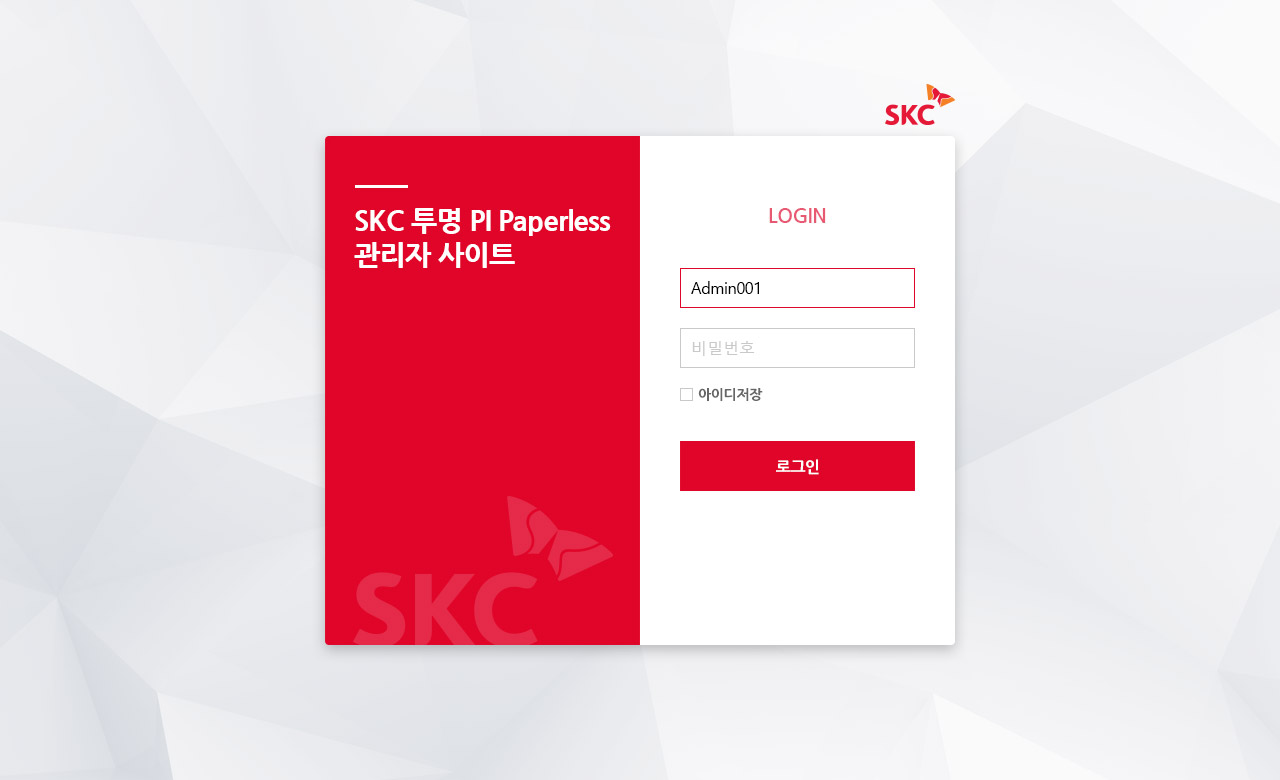 SKC
SKC 투명 PI Paperless
관리자 사이트
LOGIN
Admin001
비밀번호
아이디저장
로그인
SKC